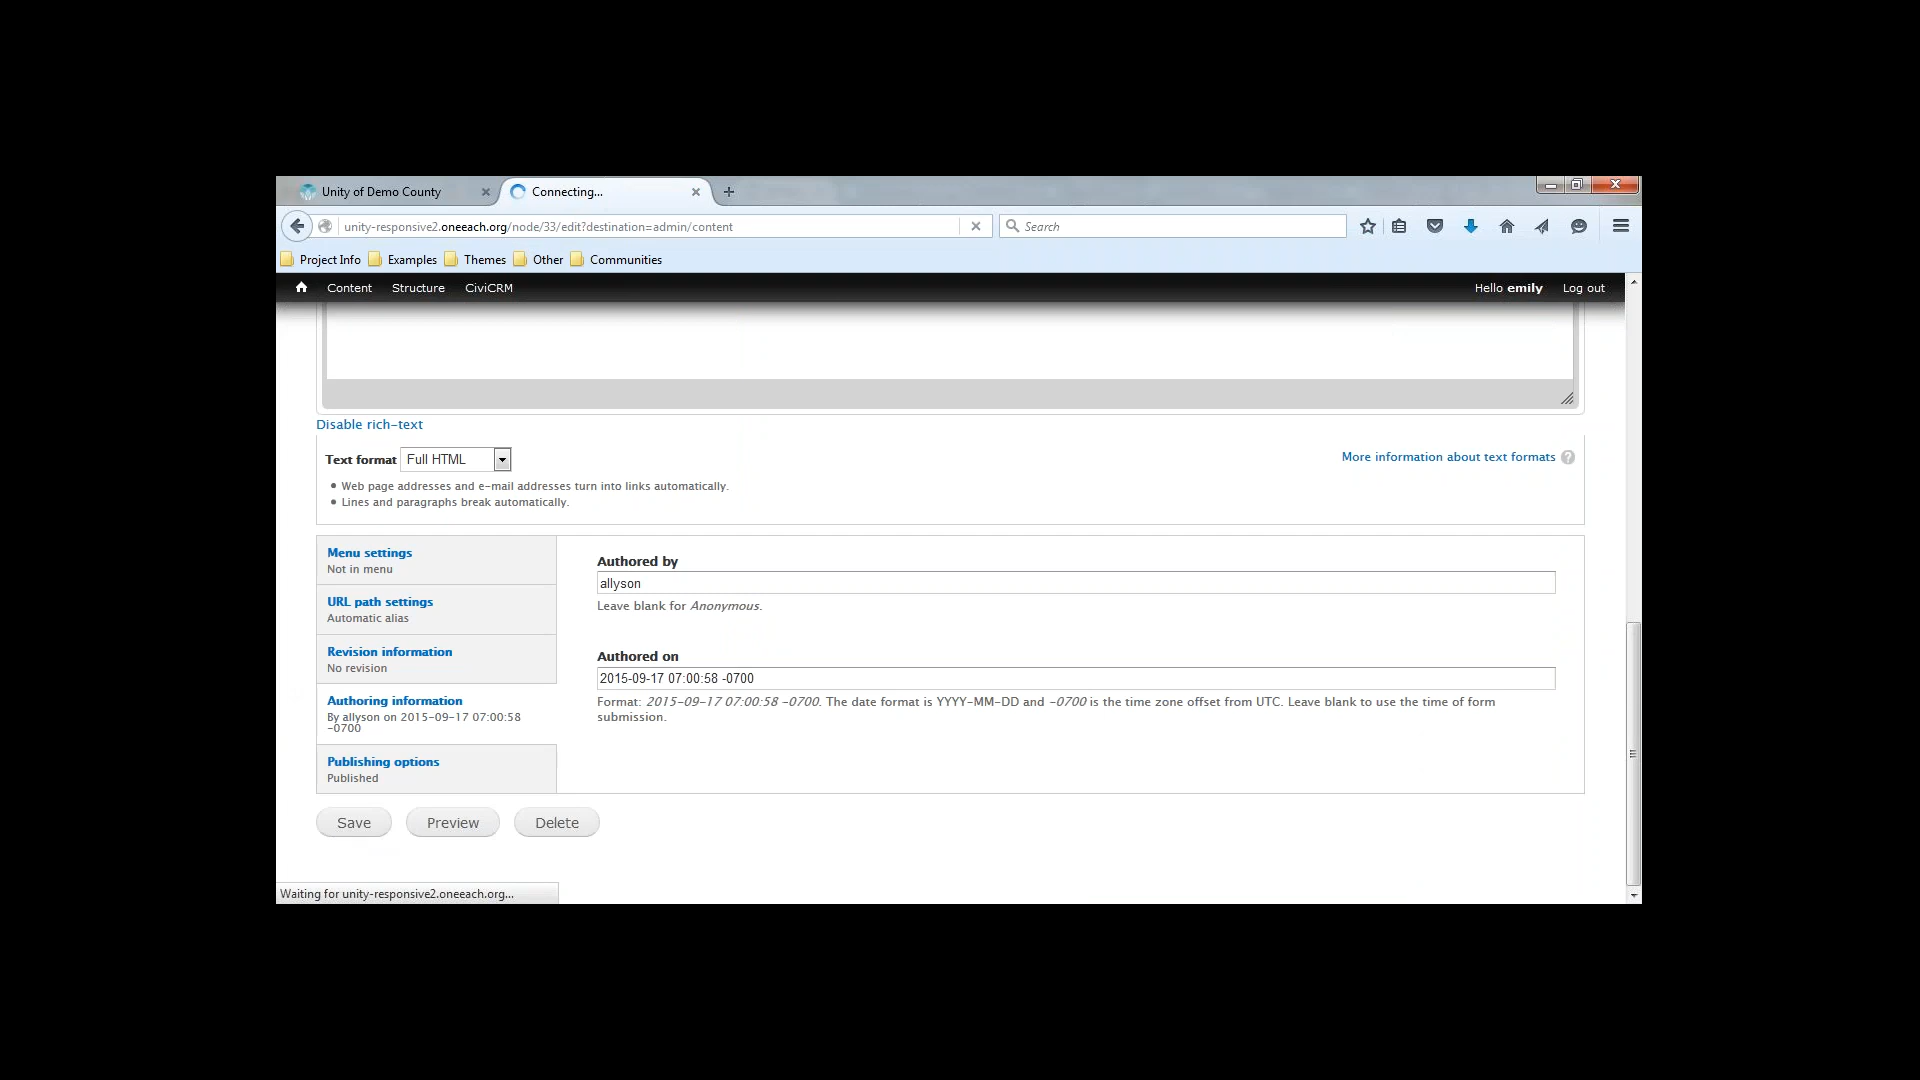 Unity of Demo County
Connecting...
unity-responsive2.oneeach.org/node/33/edit?destination=admin/content
Search
Project Info Examples Themes Other Communities
Content Structure CiviCRM Hello emily Log out
Disable rich-text
Text format Full HTML More information about text formats ?
Web page addresses and e-mail addresses turn into links automatically.
Lines and paragraphs break automatically.
Menu settings
Not in menu
URL path settings
Automatic alias
Revision information
No revision
Authoring information
By allyson on 2015-09-17 07:00:58
-0700
Publishing options
Published
Authored by
allyson
Leave blank for Anonymous.
Authored on
2015-09-17 07:00:58 -0700
Format: 2015-09-17 07:00:58 -0700. The date format is YYYY-MM-DD and -0700 is the time zone offset from UTC. Leave blank to use the time of form
submission.
Save Preview Delete
Waiting for unity-responsive2.oneeach.org...